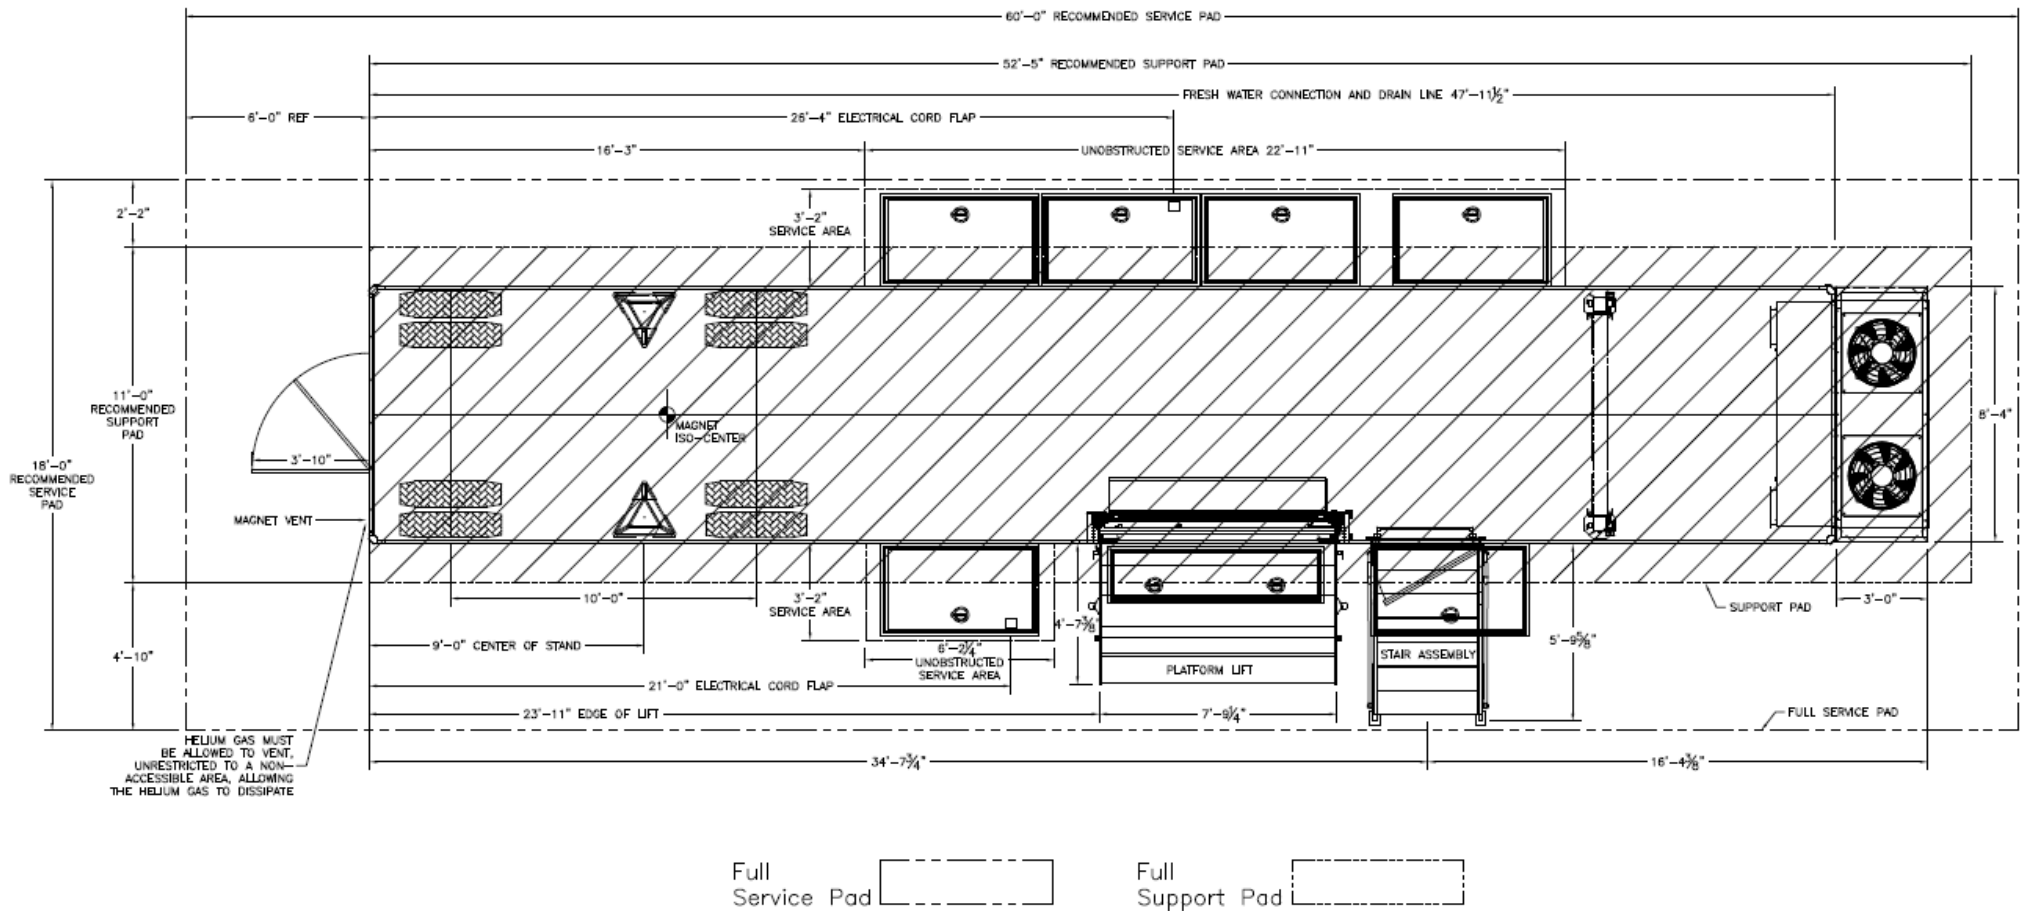 60'-0" RECOMMENDED SERVICE PAD
52'-5" RECOMMENDED SUPPORT PAD
FRESH WATER CONNECTION AND DRAIN LINE 47'-11½"
6'-0" REF
26'-4" ELECTRICAL CORD FLAP
16'-3"
UNOBSTRUCTED SERVICE AREA 22'-11"
2'-2"
3'-2"
SERVICE AREA
11'-0"
RECOMMENDED
SUPPORT
PAD
8'-4"
MAGNET
ISO-CENTER
3'-10"
18'-0"
RECOMMENDED
SERVICE
PAD
MAGNET VENT
10'-0"
3'-2"
SERVICE AREA
3'-0"
SUPPORT PAD
4'-7⅜"
5'-9⅝"
9'-0" CENTER OF STAND
6'-2¼"
UNOBSTRUCTED
SERVICE AREA
4'-10"
STAIR ASSEMBLY
PLATFORM LIFT
21'-0" ELECTRICAL CORD FLAP
23'-11" EDGE OF LIFT
7'-9¼"
FULL SERVICE PAD
HELIUM GAS MUST
BE ALLOWED TO VENT,
UNRESTRICTED TO A NON-
ACCESSIBLE AREA, ALLOWING
THE HELIUM GAS TO DISSIPATE
34'-7¾"
16'-4⅜"
Full
Service Pad
Full
Support Pad